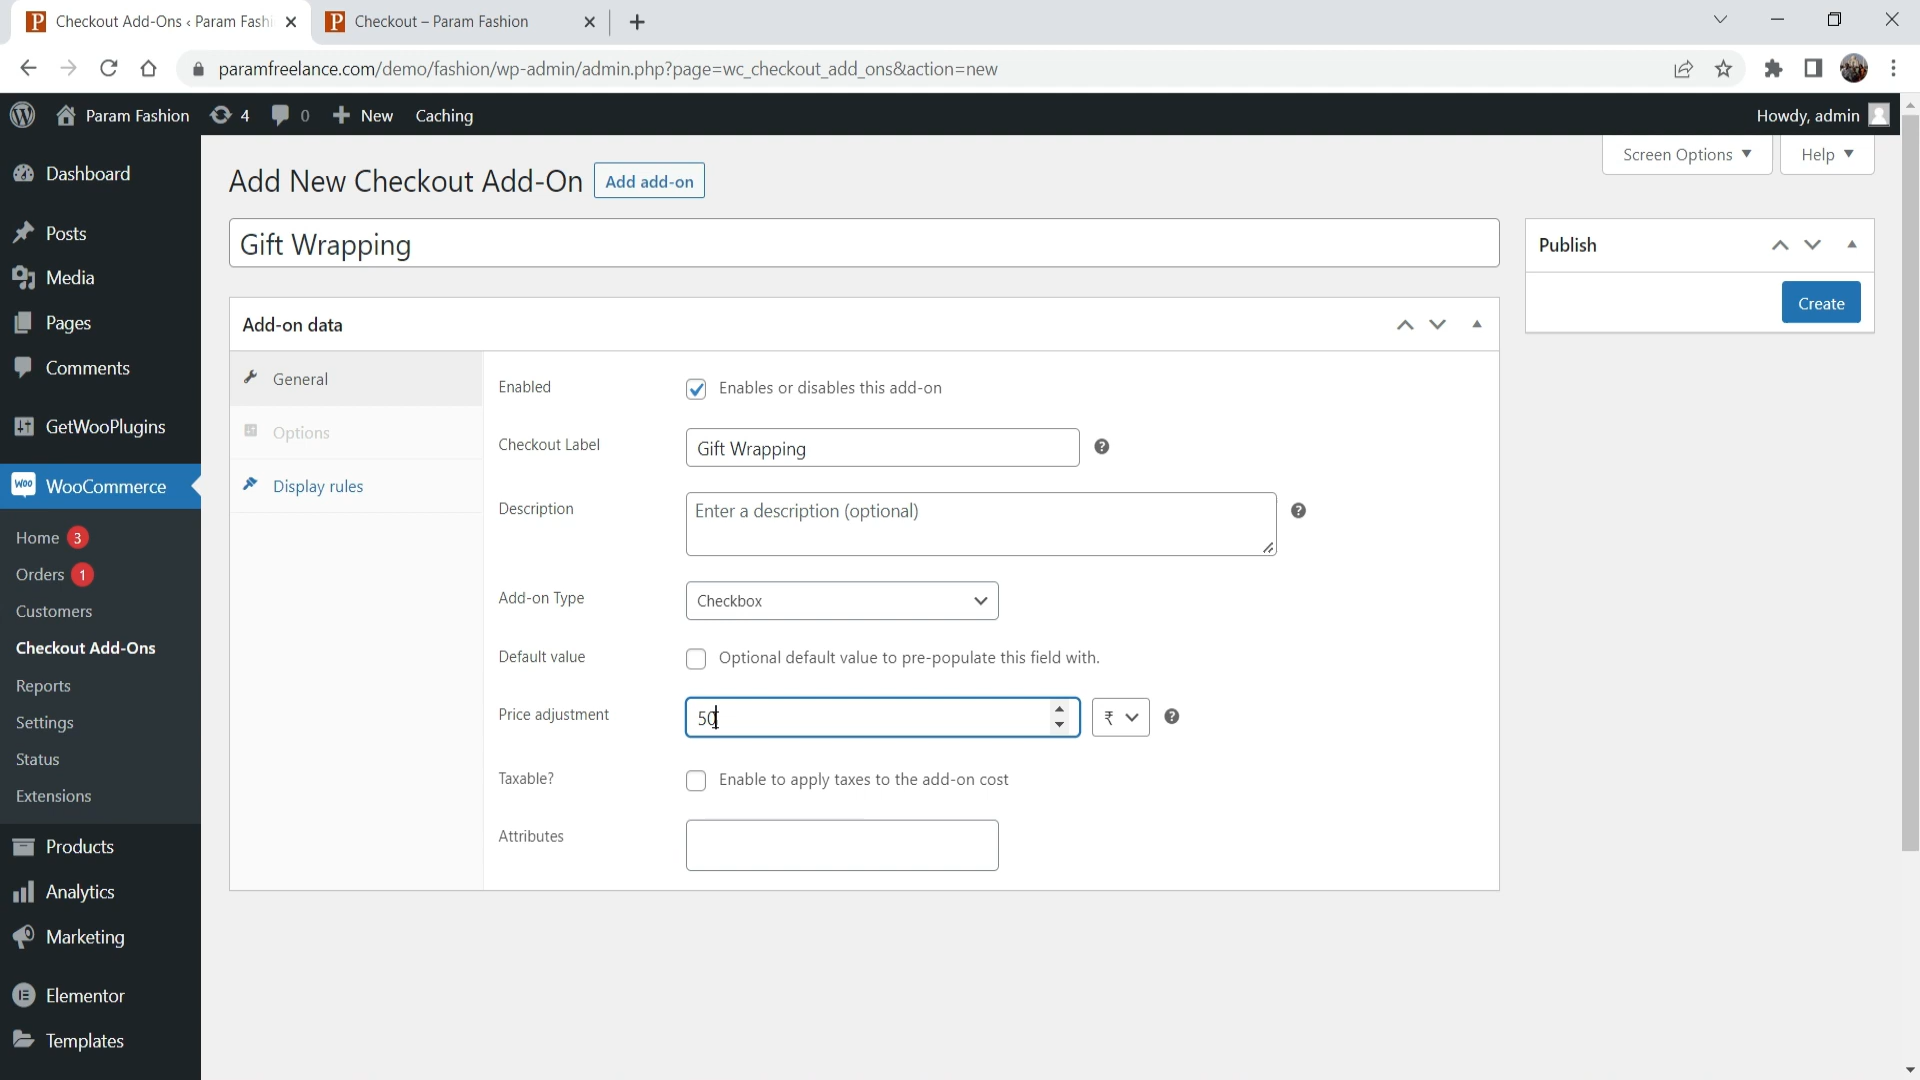 Checkout Add-Ons ‹ Param Fashi
Checkout – Param Fashion
paramfreelance.com/demo/fashion/wp-admin/admin.php?page=wc_checkout_add_ons&action=new
Param Fashion 4 0 New Caching Howdy, admin
Screen Options Help
Dashboard
Posts
Media
Pages
Comments
GetWooPlugins
Woo WooCommerce
Home 3
Orders 1
Customers
Checkout Add-Ons
Reports
Settings
Status
Extensions
Products
Analytics
Marketing
Elementor
Templates
Add New Checkout Add-On Add add-on
Gift Wrapping
Add-on data
General
Options
Display rules
Enabled Enables or disables this add-on
Checkout Label Gift Wrapping
Description Enter a description (optional)
Add-on Type Checkbox
Default value Optional default value to pre-populate this field with.
Price adjustment 50 ₹
Taxable? Enable to apply taxes to the add-on cost
Attributes
Publish
Create